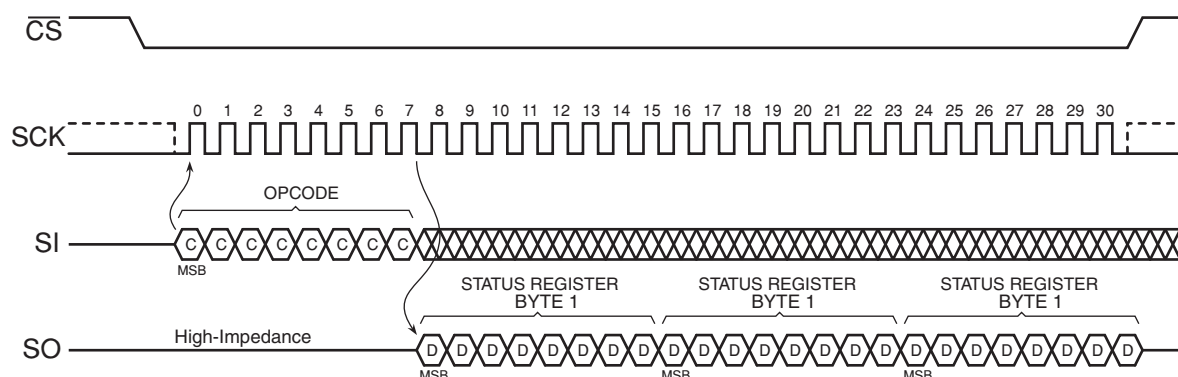 CS
0 1 2 3 4 5 6 7 8 9 10 11 12 13 14 15 16 17 18 19 20 21 22 23 24 25 26 27 28 29 30
SCK
OPCODE
SI C C C C C C C C
MSB
STATUS REGISTER STATUS REGISTER STATUS REGISTER
BYTE 1 BYTE 1 BYTE 1
High-Impedance
SO D D D D D D D D D D D D D D D D D D D D D D D D
MSB MSB MSB